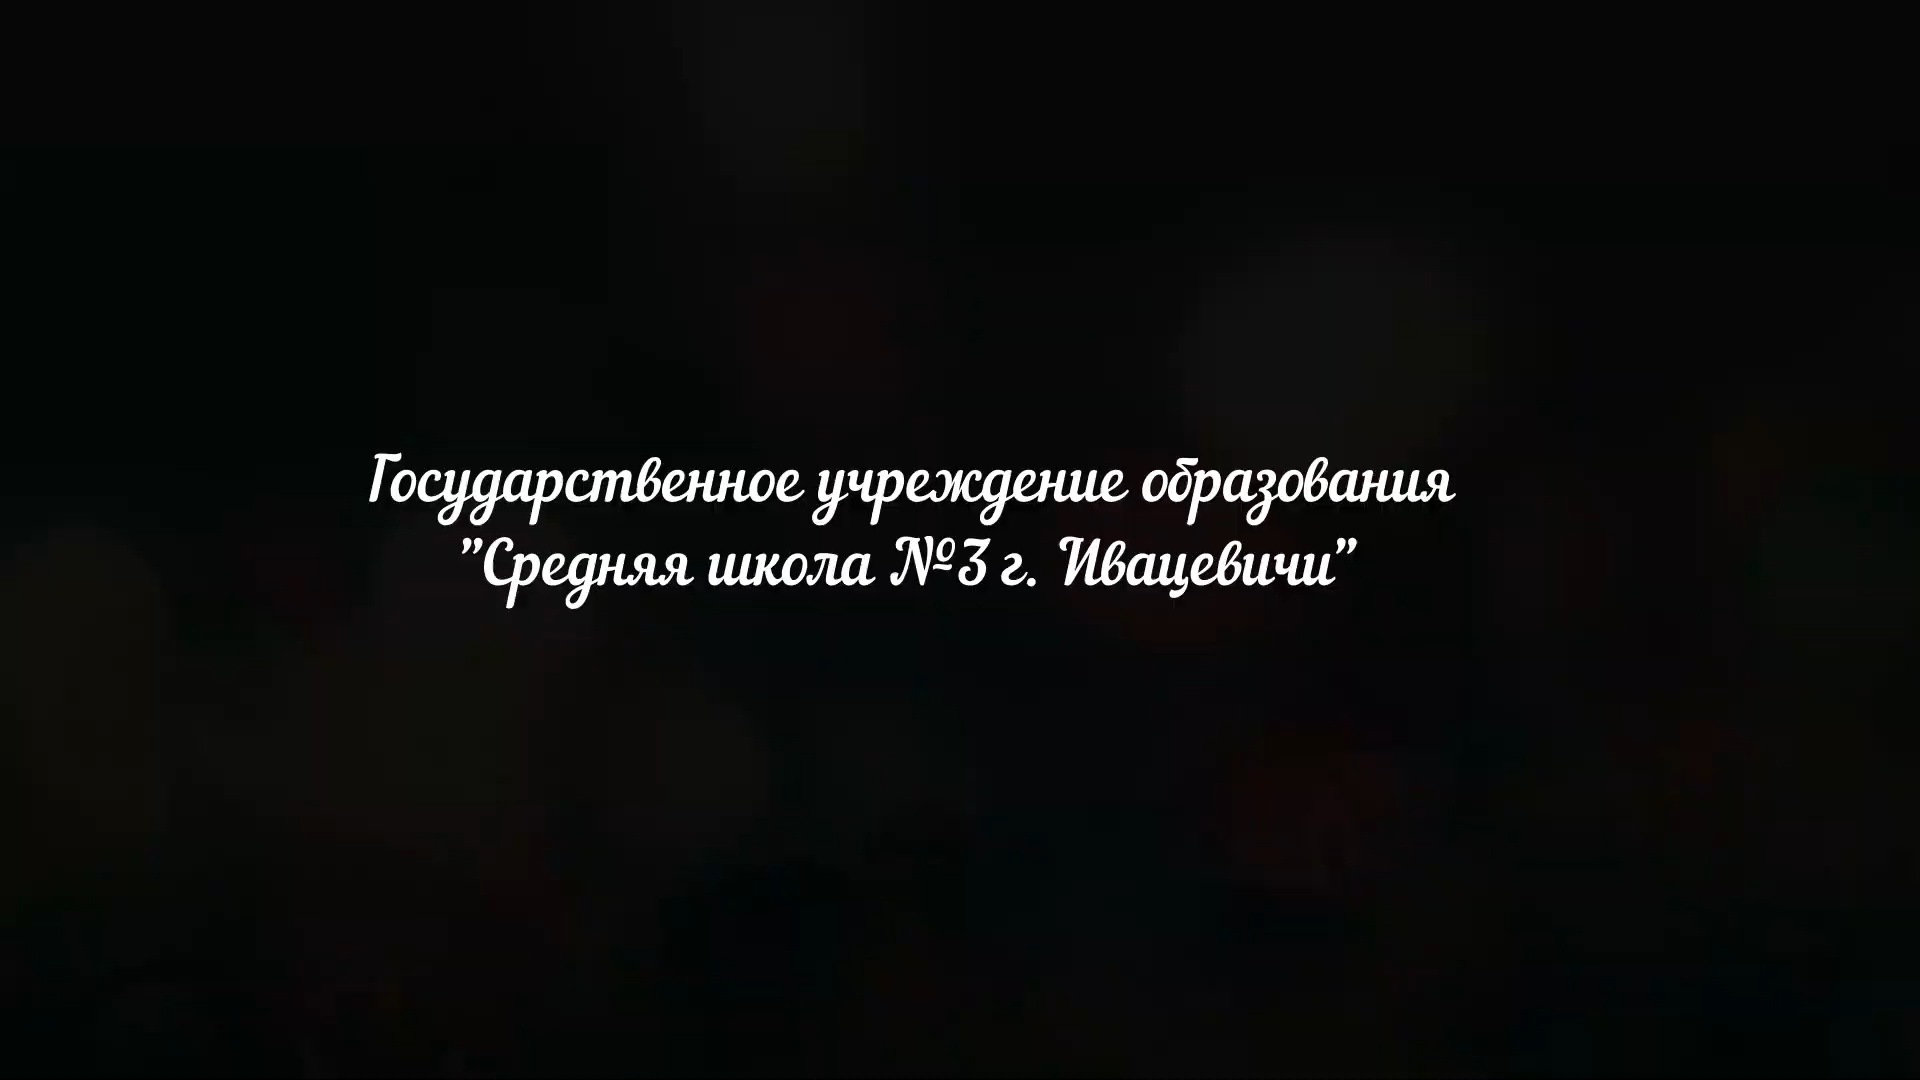 Государственное учреждение образования
"Средняя школа №3 г. Ивацевичи"